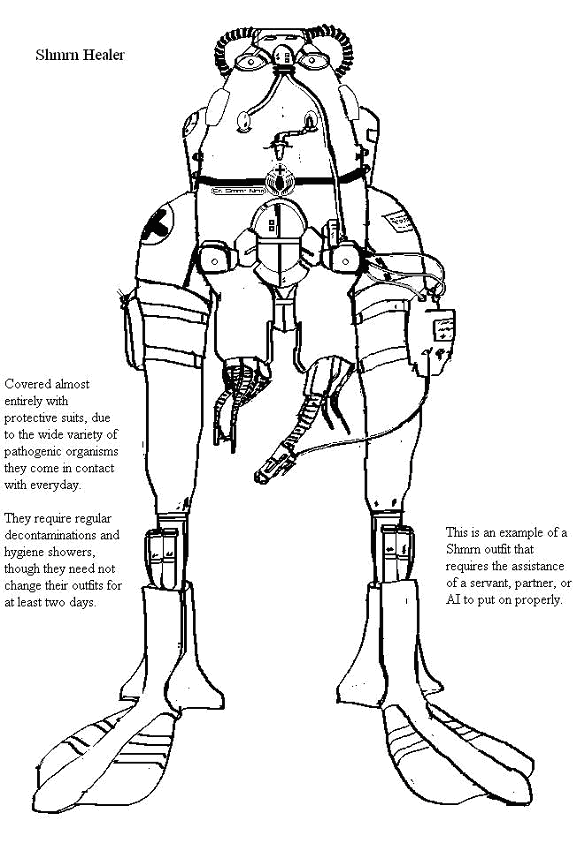 Shmrn Healer
Covered almost
entirely with
protective suits, due
to the wide variety of
pathogenic organisms
they come in contact
with everyday.
They require regular
decontaminations and
hygiene showers,
though they need not
change their outfits for
at least two days.
This is an example of a
Shmrn outfit that
requires the assistance
of a servant, partner, or
AI to put on properly.